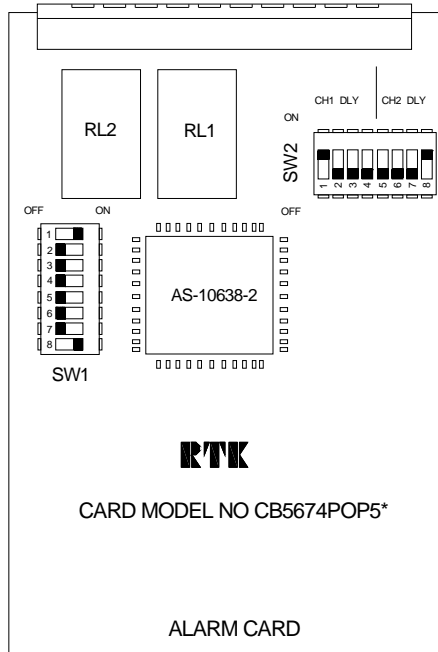 CH1 DLY CH2 DLY
ON
RL2 RL1
SW2
1 2 3 4 5 6 7 8
OFF ON OFF
1
2
3
4
5
6
7
8
AS-10638-2
SW1
RTK
CARD MODEL NO CB5674POP5*
ALARM CARD